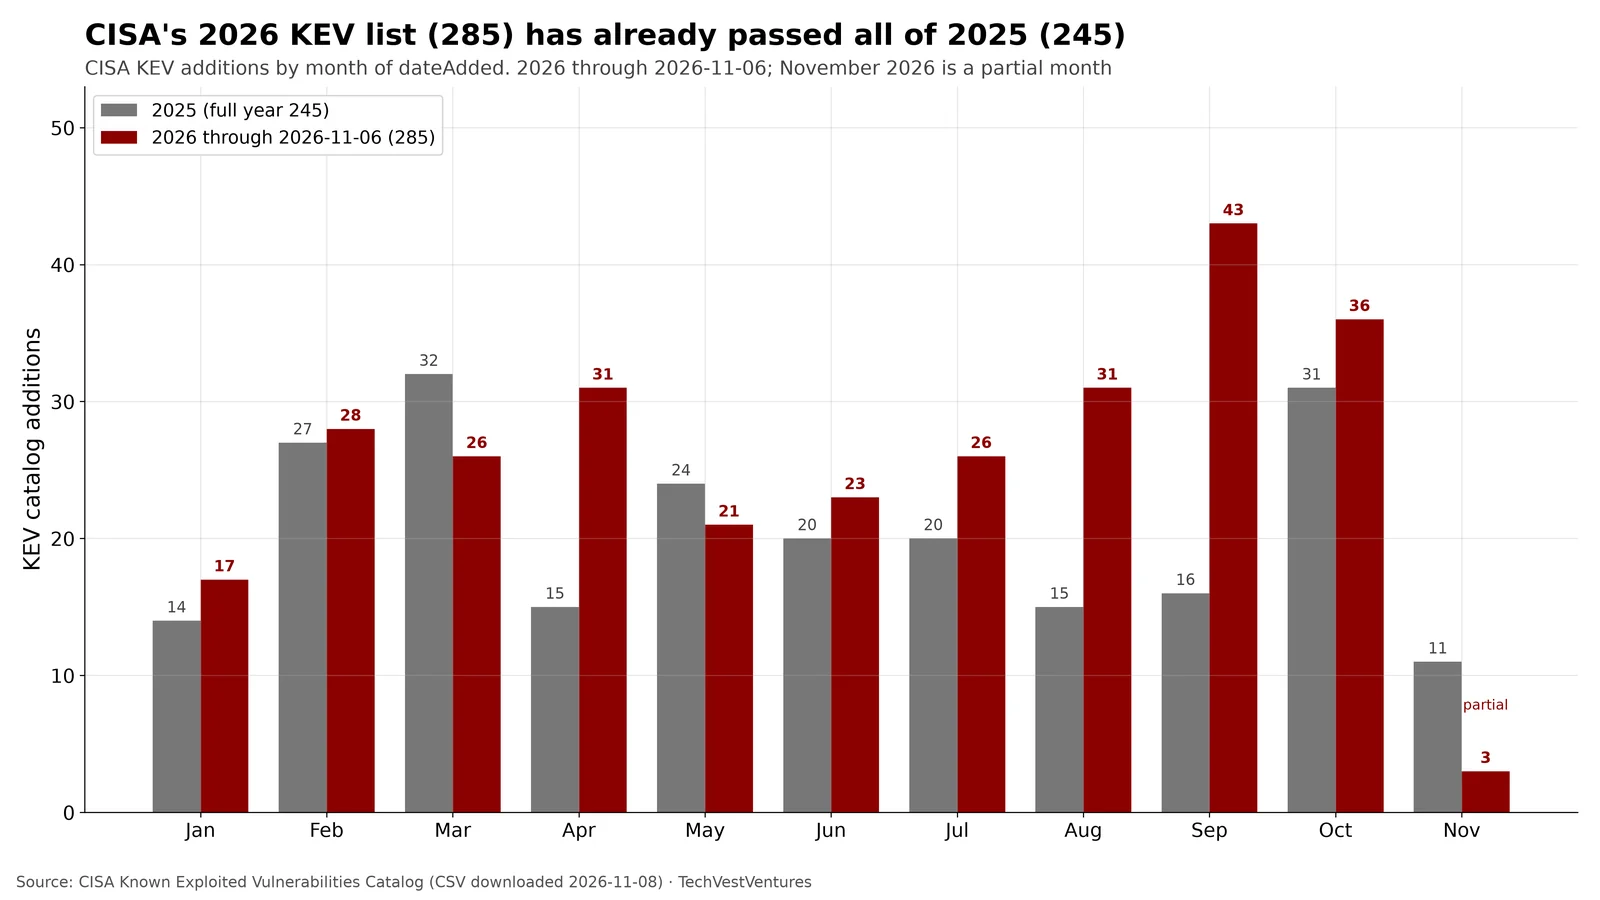 CISA's 2026 KEV list (285) has already passed all of 2025 (245)
CISA KEV additions by month of dateAdded. 2026 through 2026-11-06; November 2026 is a partial month
2025 (full year 245)
2026 through 2026-11-06 (285)
KEV catalog additions
50
40
30
20
10
0
14
17
27
28
32
26
15
31
24
21
20
23
20
26
15
31
16
43
31
36
11
partial
3
Jan
Feb
Mar
Apr
May
Jun
Jul
Aug
Sep
Oct
Nov
Source: CISA Known Exploited Vulnerabilities Catalog (CSV downloaded 2026-11-08) · TechVestVentures